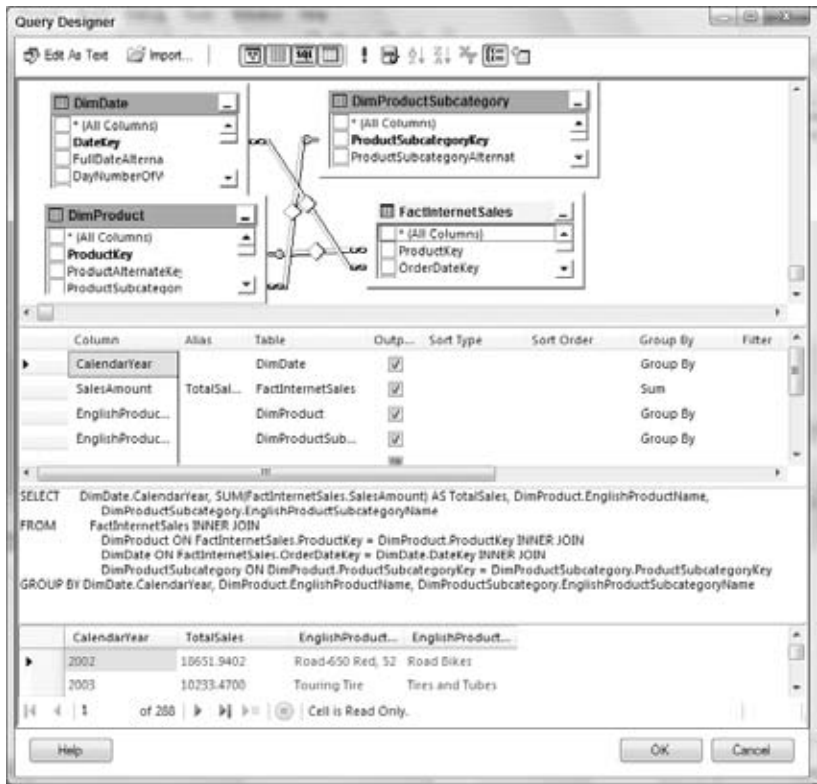 Query Designer
Edit As Text Import...
SQL
DimDate
* (All Columns)
DateKey
FullDateAlterna
DayNumberOfW
DimProductSubcategory
* (All Columns)
ProductSubcategoryKey
ProductSubcategoryAlternat
DimProduct
* (All Columns)
ProductKey
ProductAlternateKe
ProductSubcategon
FactInternetSales
* (All Columns)
ProductKey
OrderDateKey
Column Alias Table Outp... Sort Type Sort Order Group By Filter
CalendarYear DimDate Group By
SalesAmount TotalSal... FactInternetSales Sum
EnglishProduc... DimProduct Group By
EnglishProduc... DimProductSub... Group By
SELECT DimDate.CalendarYear, SUM(FactInternetSales.SalesAmount) AS TotalSales, DimProduct.EnglishProductName,
DimProductSubcategory.EnglishProductSubcategoryName
FROM FactInternetSales INNER JOIN
DimProduct ON FactInternetSales.ProductKey = DimProduct.ProductKey INNER JOIN
DimDate ON FactInternetSales.OrderDateKey = DimDate.DateKey INNER JOIN
DimProductSubcategory ON DimProduct.ProductSubcategoryKey = DimProductSubcategory.ProductSubcategoryKey
GROUP BY DimDate.CalendarYear, DimProduct.EnglishProductName, DimProductSubcategory.EnglishProductSubcategoryName
CalendarYear TotalSales EnglishProduct... EnglishProduct...
2002 18651.9402 Road-650 Red, 52 Road Bikes
2003 10233.4700 Touring Tire Tires and Tubes
1 of 288 Cell is Read Only.
Help OK Cancel